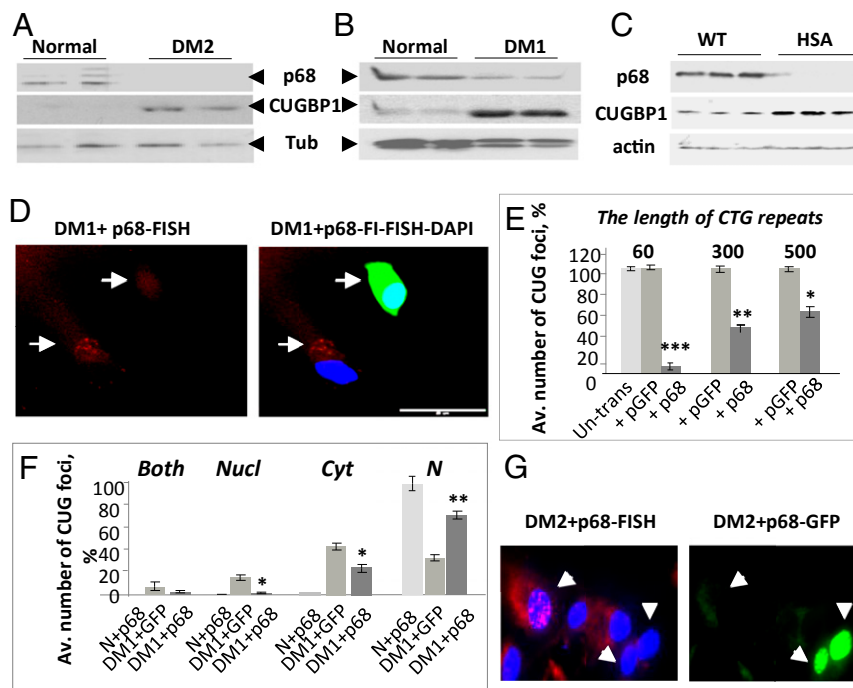 A
Normal DM2
p68
CUGBP1
Tub
B
Normal DM1
C
WT HSA
p68
CUGBP1
actin
D
DM1+ p68-FISH
DM1+p68-FI-FISH-DAPI
E
The length of CTG repeats
Av. number of CUG foci, %
120
100
80
60
40
20
0
60 300 500
***
**
*
Un-trans
+ pGFP
+ p68
+ pGFP
+ p68
+ pGFP
+ p68
F
Both Nucl Cyt N
Av. number of CUG foci,
%
100
80
60
40
20
0
*
*
**
N+p68
DM1+GFP
DM1+p68
N+p68
DM1+GFP
DM1+p68
N+p68
DM1+GFP
DM1+p68
N+p68
DM1+GFP
DM1+p68
G
DM2+p68-FISH
DM2+p68-GFP